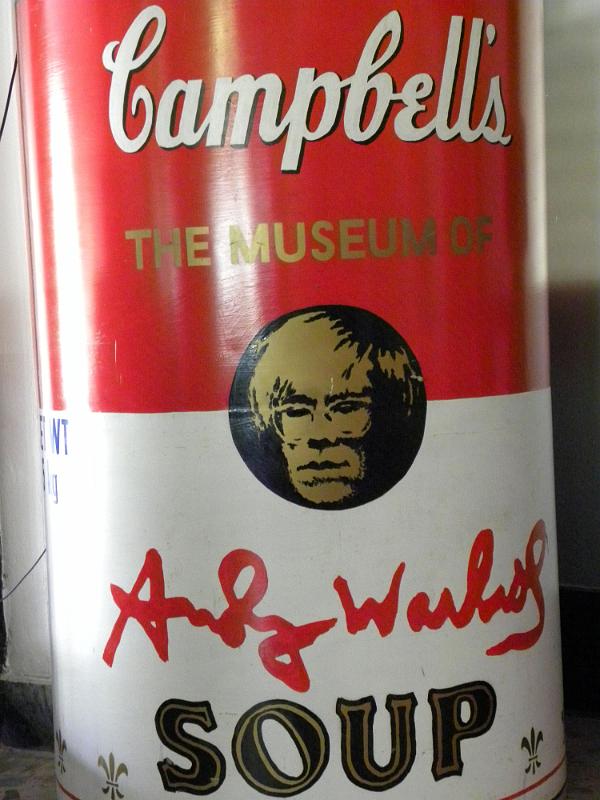 Campbell's
THE MUSEUM OF
Andy Warhol
SOUP